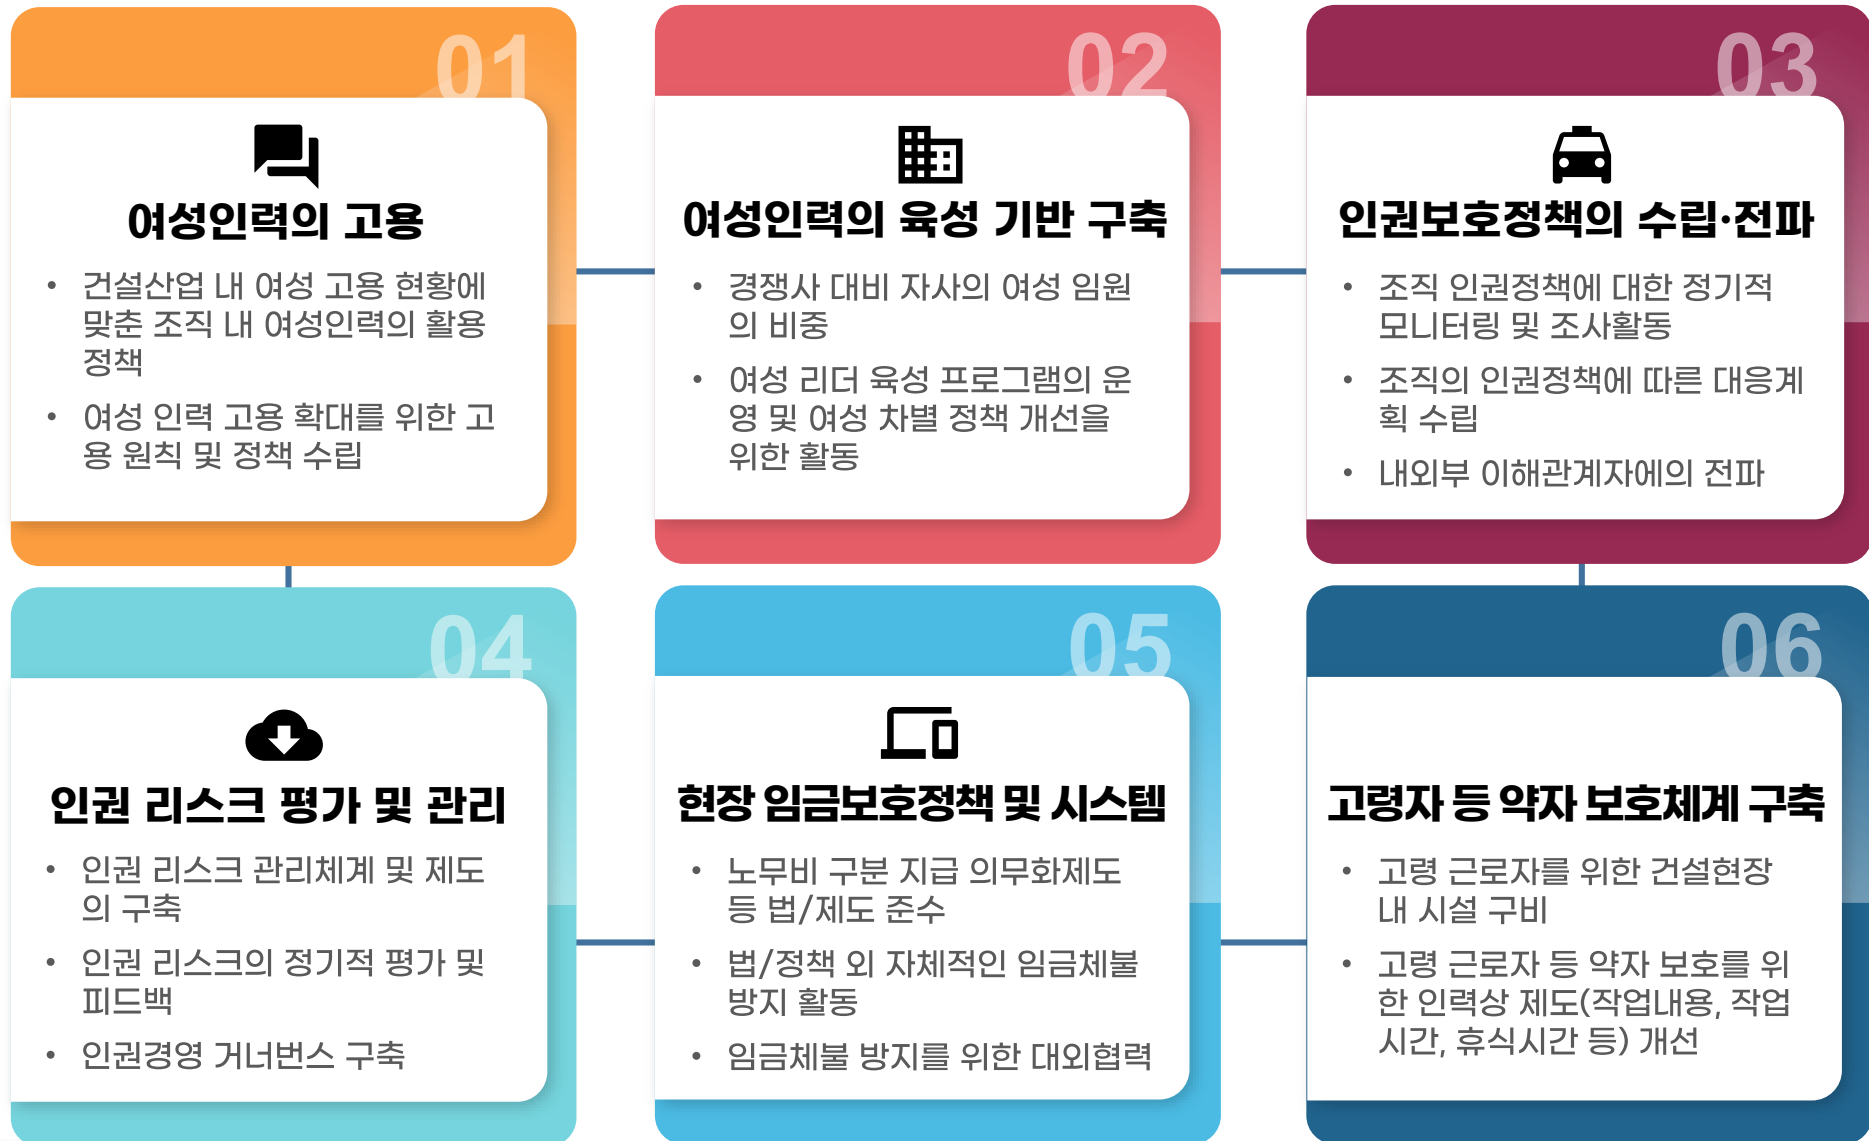 01
여성인력의 고용
• 건설산업 내 여성 고용 현황에
맞춘 조직 내 여성인력의 활용
정책
• 여성 인력 고용 확대를 위한 고
용 원칙 및 정책 수립
02
여성인력의 육성 기반 구축
• 경쟁사 대비 자사의 여성 임원
의 비중
• 여성 리더 육성 프로그램의 운
영 및 여성 차별 정책 개선을
위한 활동
03
인권보호정책의 수립·전파
• 조직 인권정책에 대한 정기적
모니터링 및 조사활동
• 조직의 인권정책에 따른 대응계
획 수립
• 내외부 이해관계자에의 전파
04
인권 리스크 평가 및 관리
• 인권 리스크 관리체계 및 제도
의 구축
• 인권 리스크의 정기적 평가 및
피드백
• 인권경영 거너번스 구축
05
현장 임금보호정책 및 시스템
• 노무비 구분 지급 의무화제도
등 법/제도 준수
• 법/정책 외 자체적인 임금체불
방지 활동
• 임금체불 방지를 위한 대외협력
06
고령자 등 약자 보호체계 구축
• 고령 근로자를 위한 건설현장
내 시설 구비
• 고령 근로자 등 약자 보호를 위
한 인력상 제도(작업내용, 작업
시간, 휴식시간 등) 개선